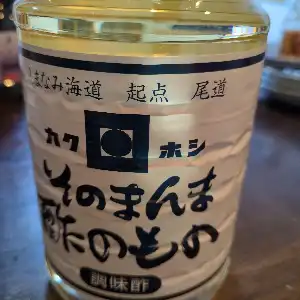 しまなみ海道 起点 尾道
カク ホシ
そのまんま
酢たのもの
調味酢